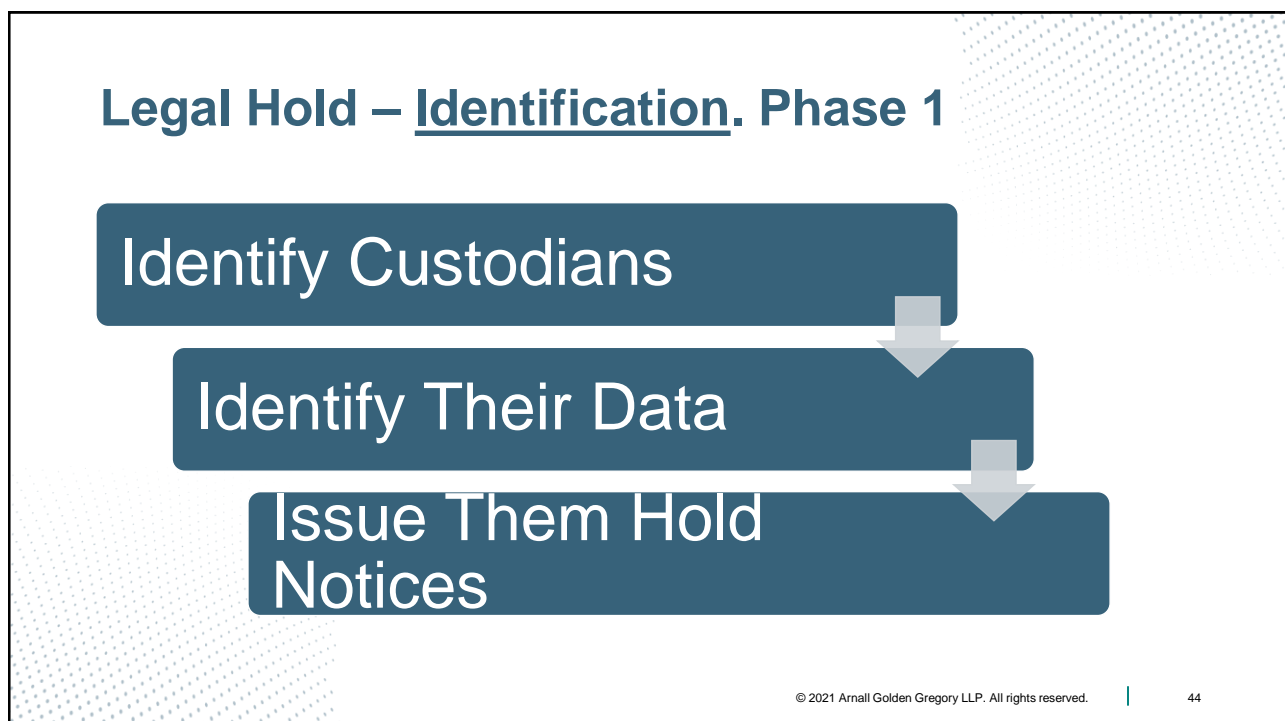 Legal Hold – Identification. Phase 1
Identify Custodians
Identify Their Data
Issue Them Hold
Notices
© 2021 Arnall Golden Gregory LLP. All rights reserved.
44